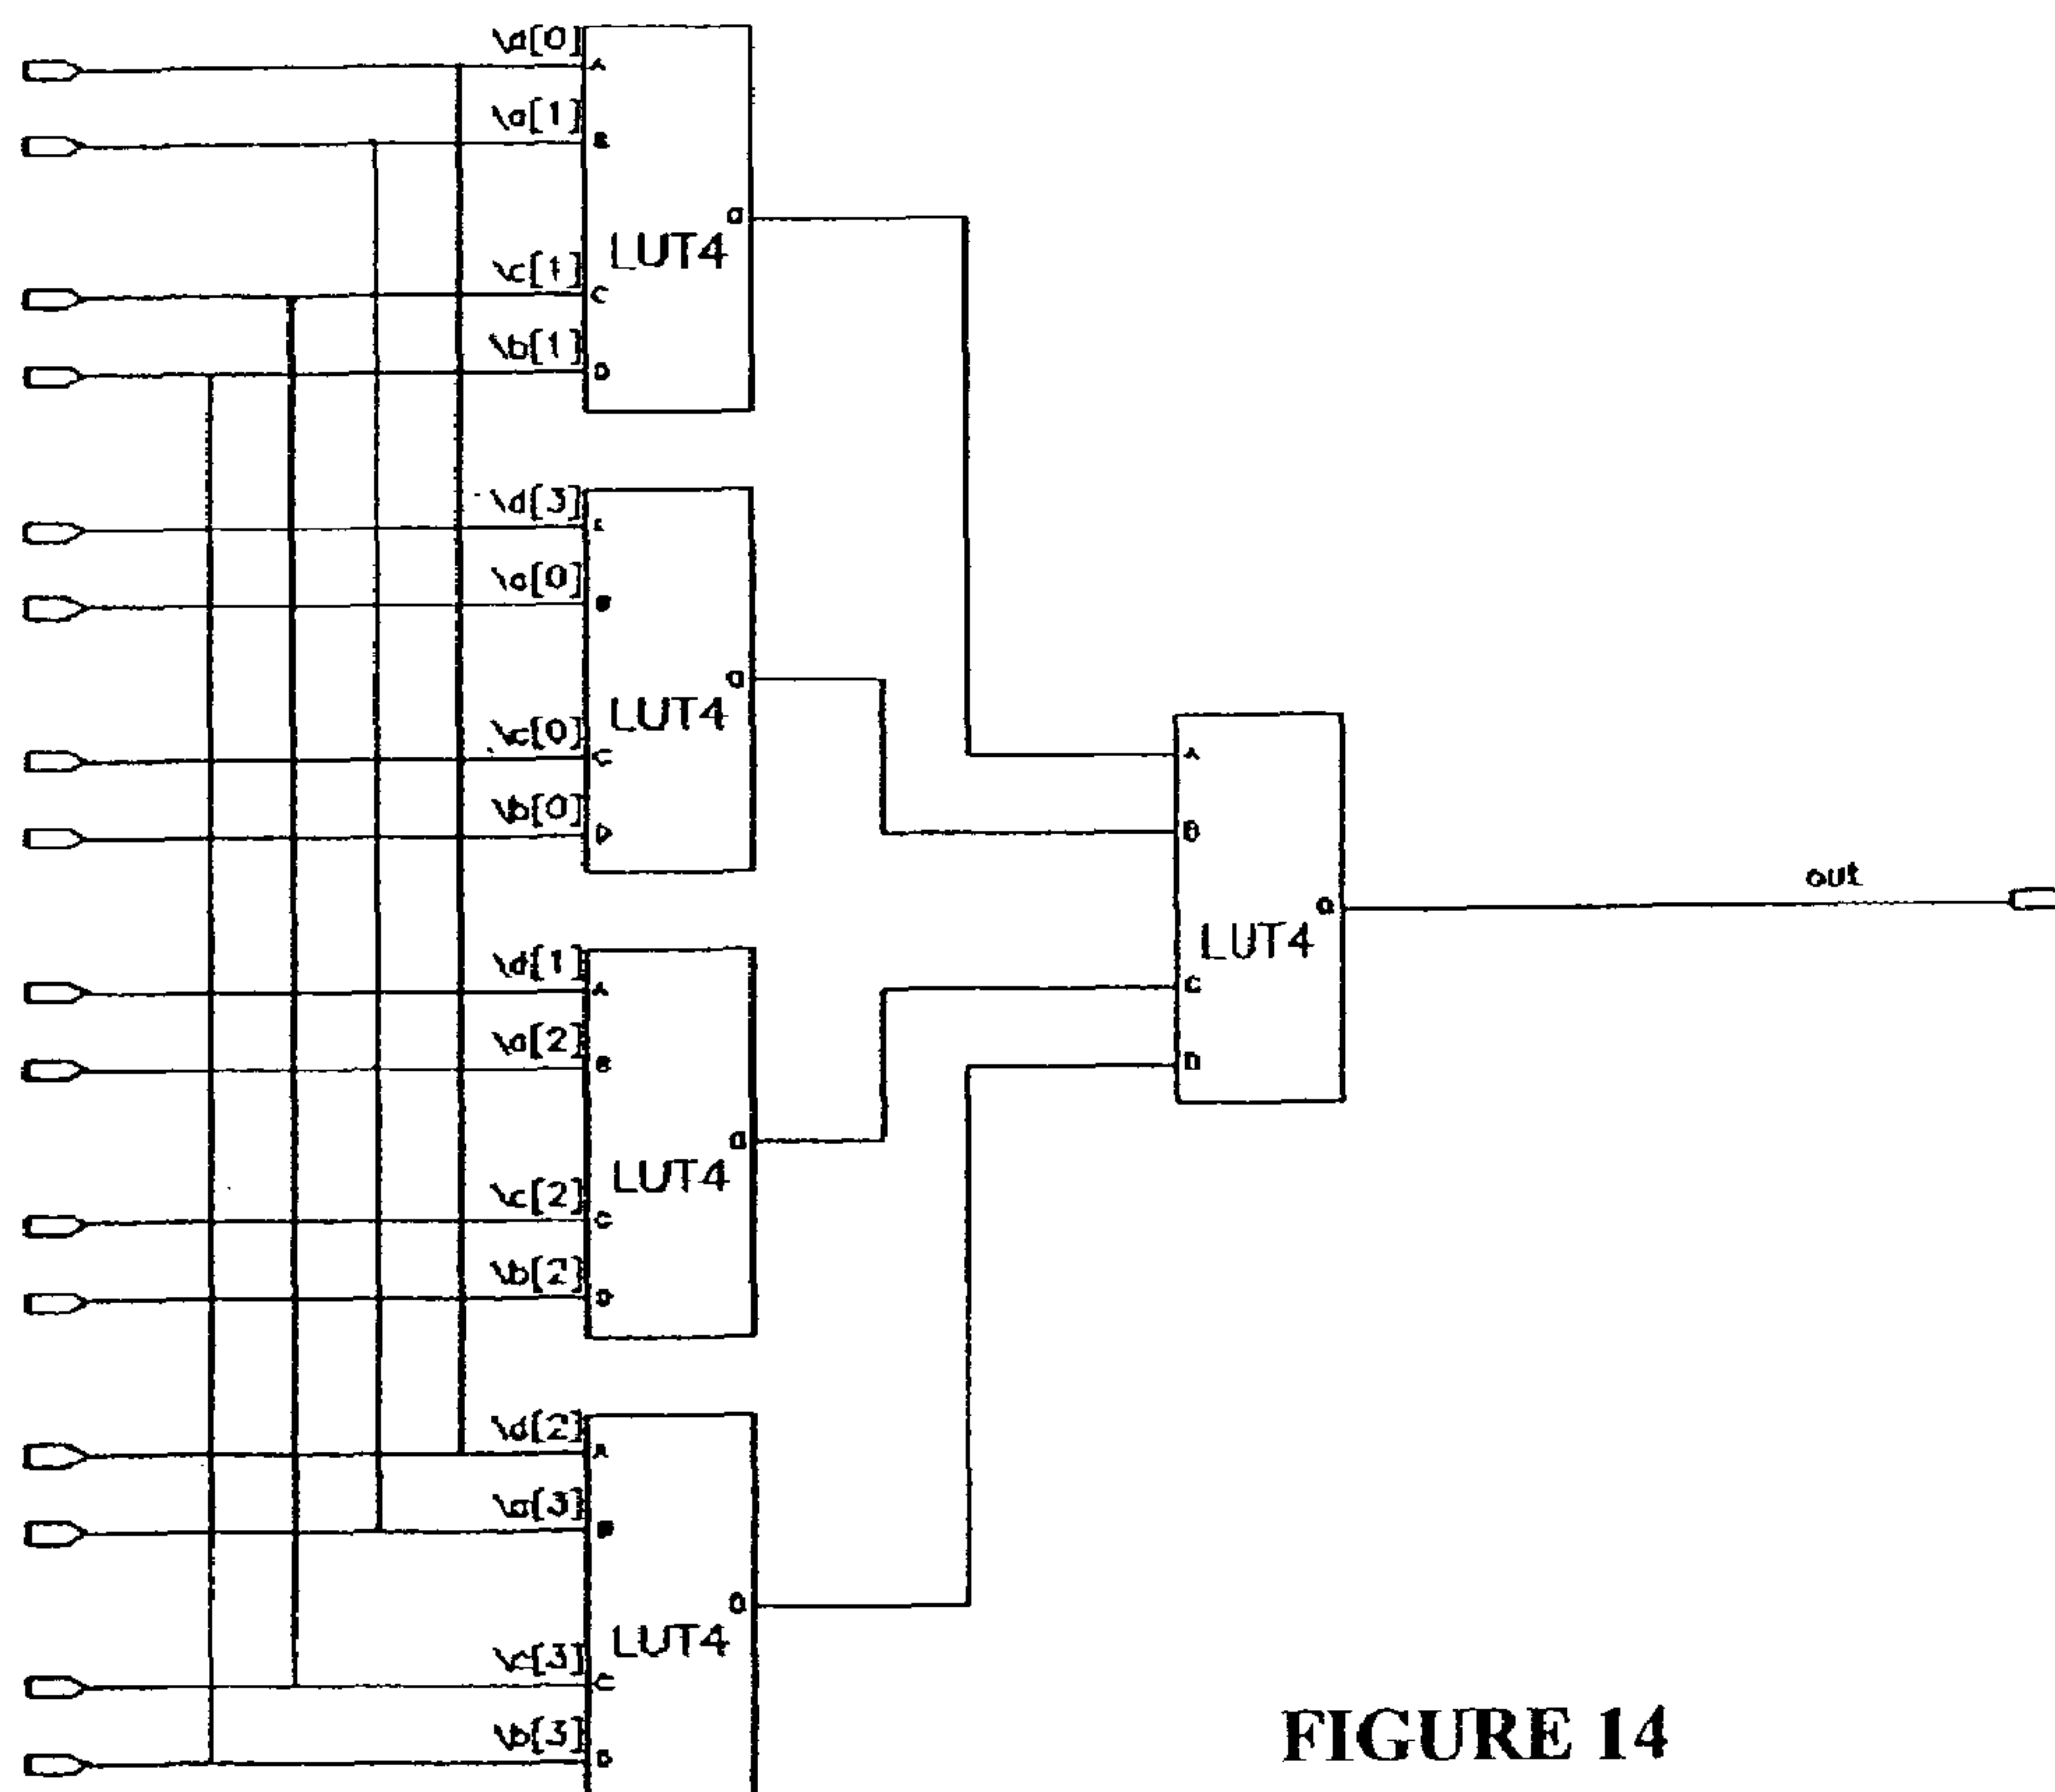 \d[0]
A
\a[1]
B
\c[1]
C
\b[1]
D
Q
LUT4
\d[3]
\a[0]
B
\c[0]
C
\b[0]
D
Q
LUT4
\d[1]
A
\a[2]
B
\c[2]
C
\b[2]
D
Q
LUT4
\d[2]
A
\a[3]
B
\c[3]
C
\b[3]
D
Q
LUT4
A
B
C
D
Q
LUT4
out
FIGURE 14